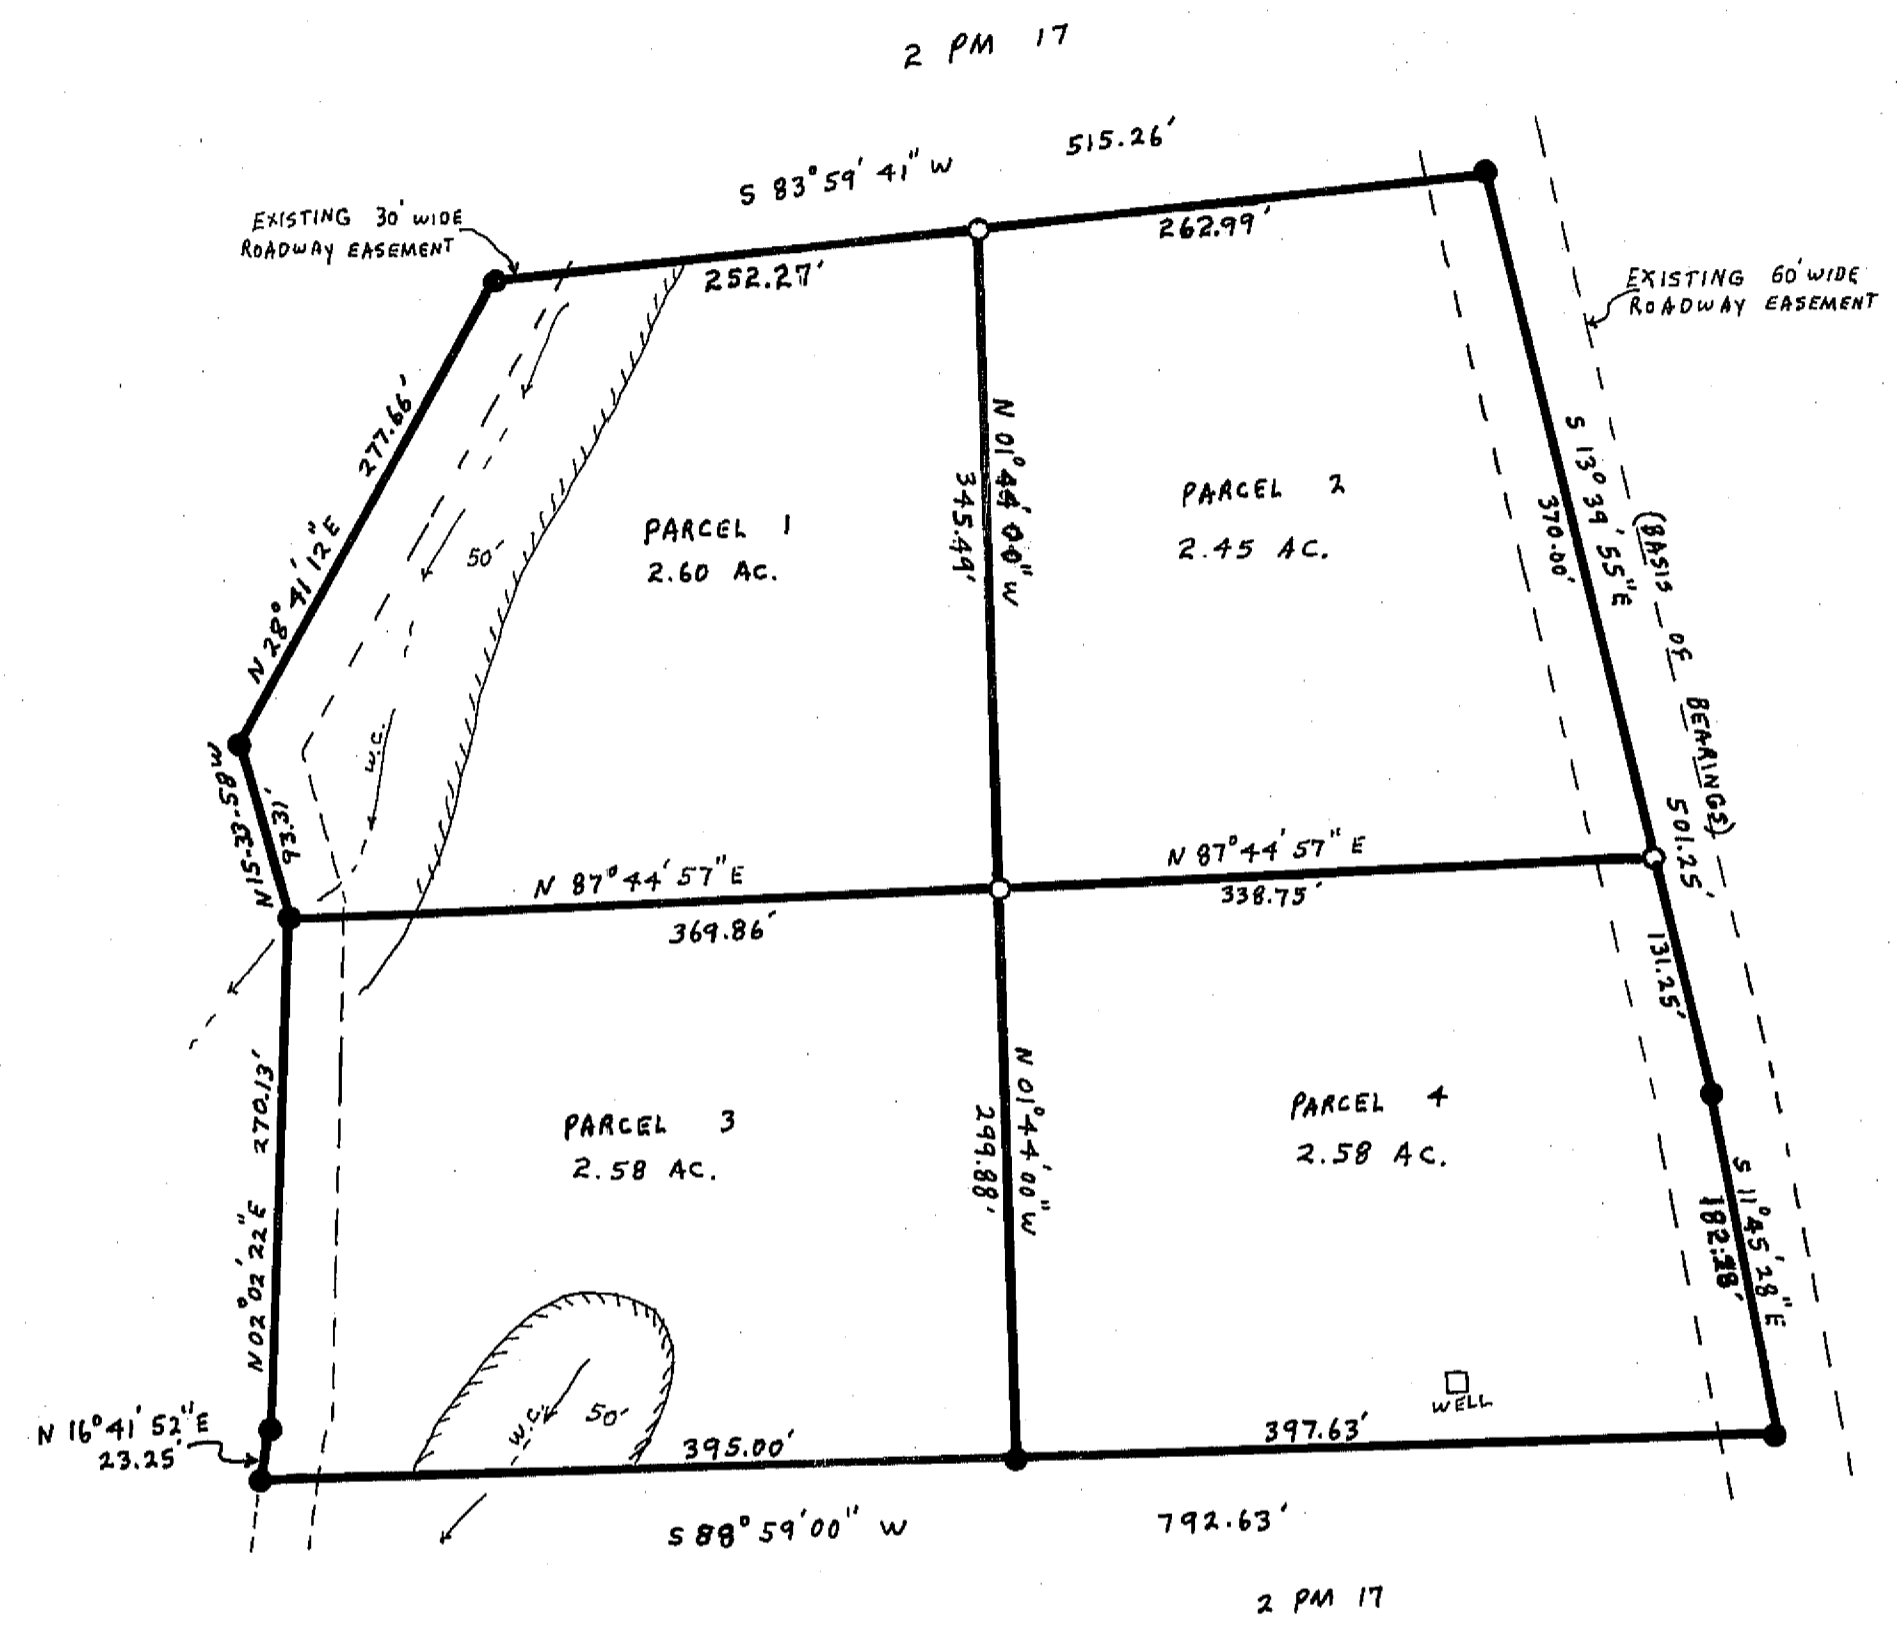 2 PM 17
S 83°59'41" W 515.26'
EXISTING 30' WIDE
ROADWAY EASEMENT
252.27'
262.99'
EXISTING 60' WIDE
ROADWAY EASEMENT
277.66'
N 28°41'12" E
N 01°44'00" W
345.49'
PARCEL 1
2.60 AC.
50'
PARCEL 2
2.45 AC.
S 13°39'55" E
370.00'
(BASIS OF BEARINGS)
501.25'
W.C.
N 15-33-58 W
93.31'
N 87°44'57" E
369.86'
N 87°44'57" E
338.75'
131.25'
270.13'
N 02°02'22" E
PARCEL 3
2.58 AC.
N 01°44'00" W
299.88'
PARCEL 4
2.58 AC.
S 11°45'28" E
N 16°41'52" E
23.25'
W.C.
50'
395.00'
WELL
397.63'
S 88°59'00" W 792.63'
2 PM 17